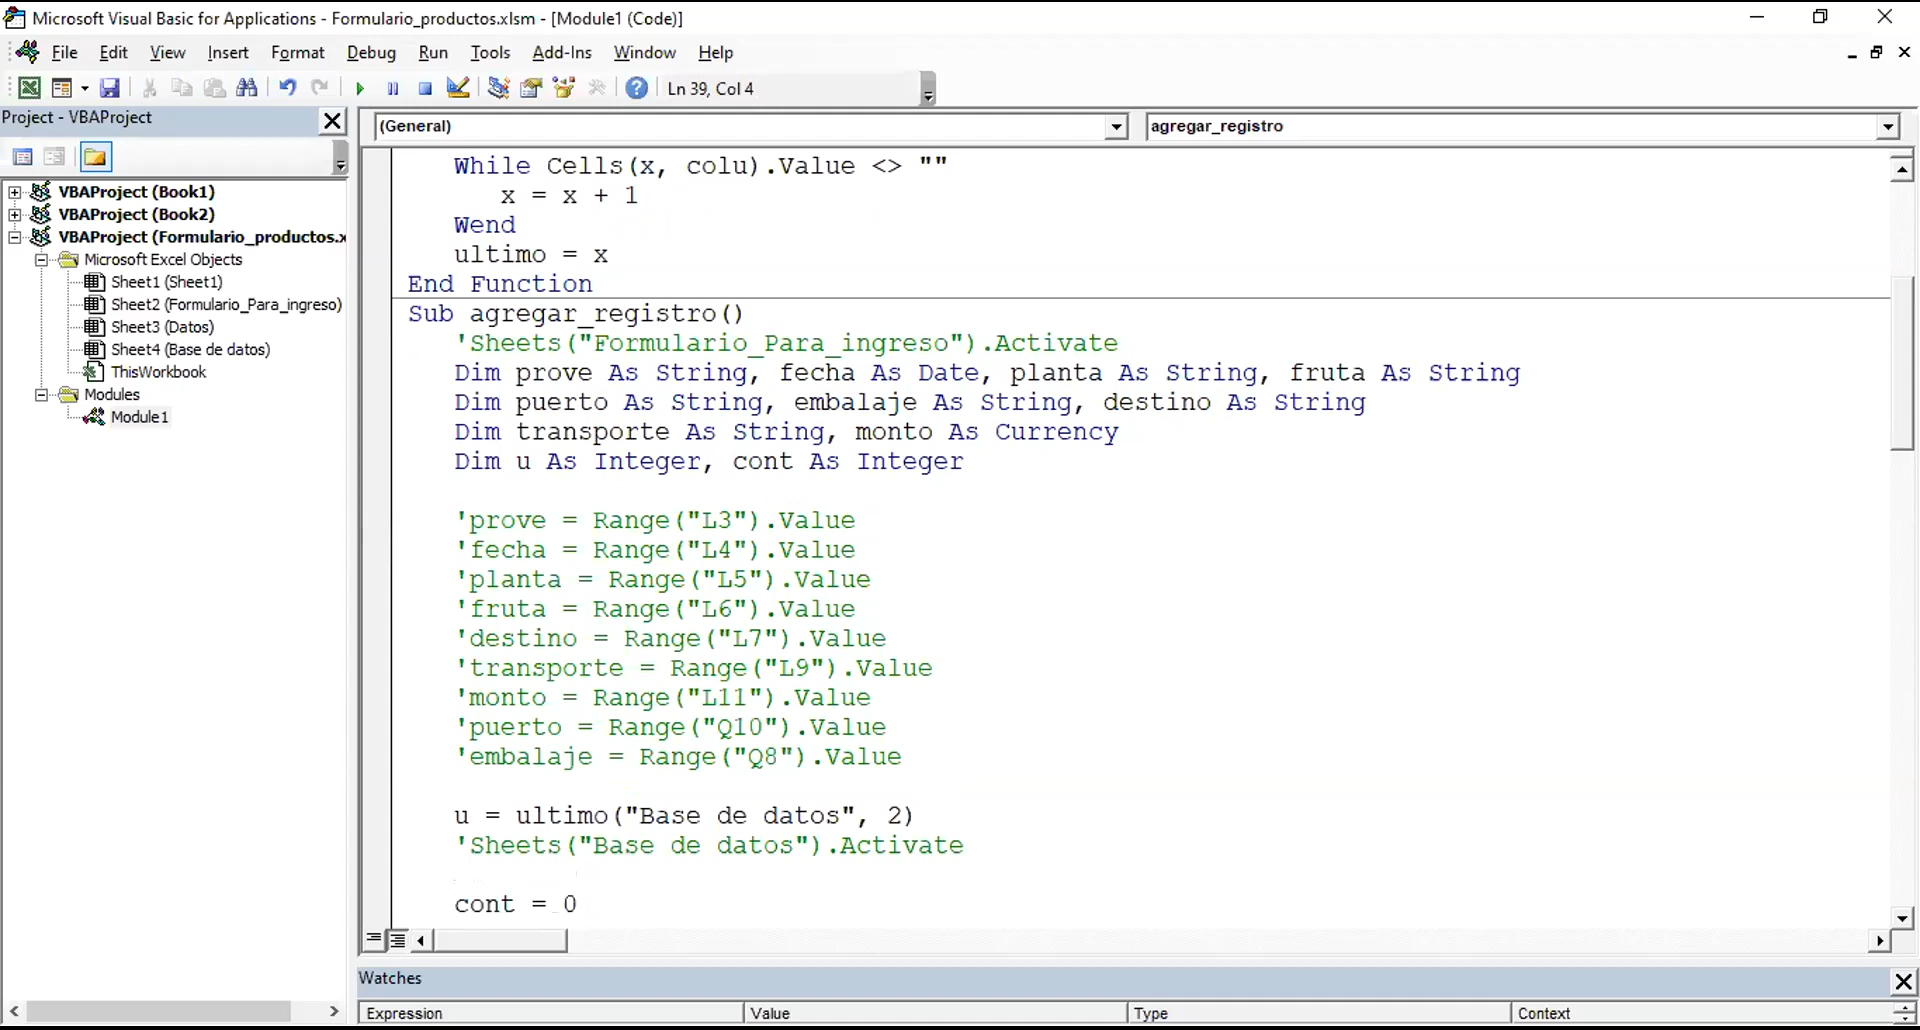 Microsoft Visual Basic for Applications - Formulario_productos.xlsm - [Module1 (Code)]
File Edit View Insert Format Debug Run Tools Add-Ins Window Help
Ln 39, Col 4
Project - VBAProject
VBAProject (Book1)
VBAProject (Book2)
VBAProject (Formulario_productos.x
Microsoft Excel Objects
Sheet1 (Sheet1)
Sheet2 (Formulario_Para_ingreso)
Sheet3 (Datos)
Sheet4 (Base de datos)
ThisWorkbook
Modules
Module1
(General)
agregar_registro
While Cells(x, colu).Value <> ""
x = x + 1
Wend
ultimo = x
End Function
Sub agregar_registro()
'Sheets("Formulario_Para_ingreso").Activate
Dim prove As String, fecha As Date, planta As String, fruta As String
Dim puerto As String, embalaje As String, destino As String
Dim transporte As String, monto As Currency
Dim u As Integer, cont As Integer
'prove = Range("L3").Value
'fecha = Range("L4").Value
'planta = Range("L5").Value
'fruta = Range("L6").Value
'destino = Range("L7").Value
'transporte = Range("L9").Value
'monto = Range("L11").Value
'puerto = Range("Q10").Value
'embalaje = Range("Q8").Value
u = ultimo("Base de datos", 2)
'Sheets("Base de datos").Activate
cont = 0
Watches
Expression Value Type Context